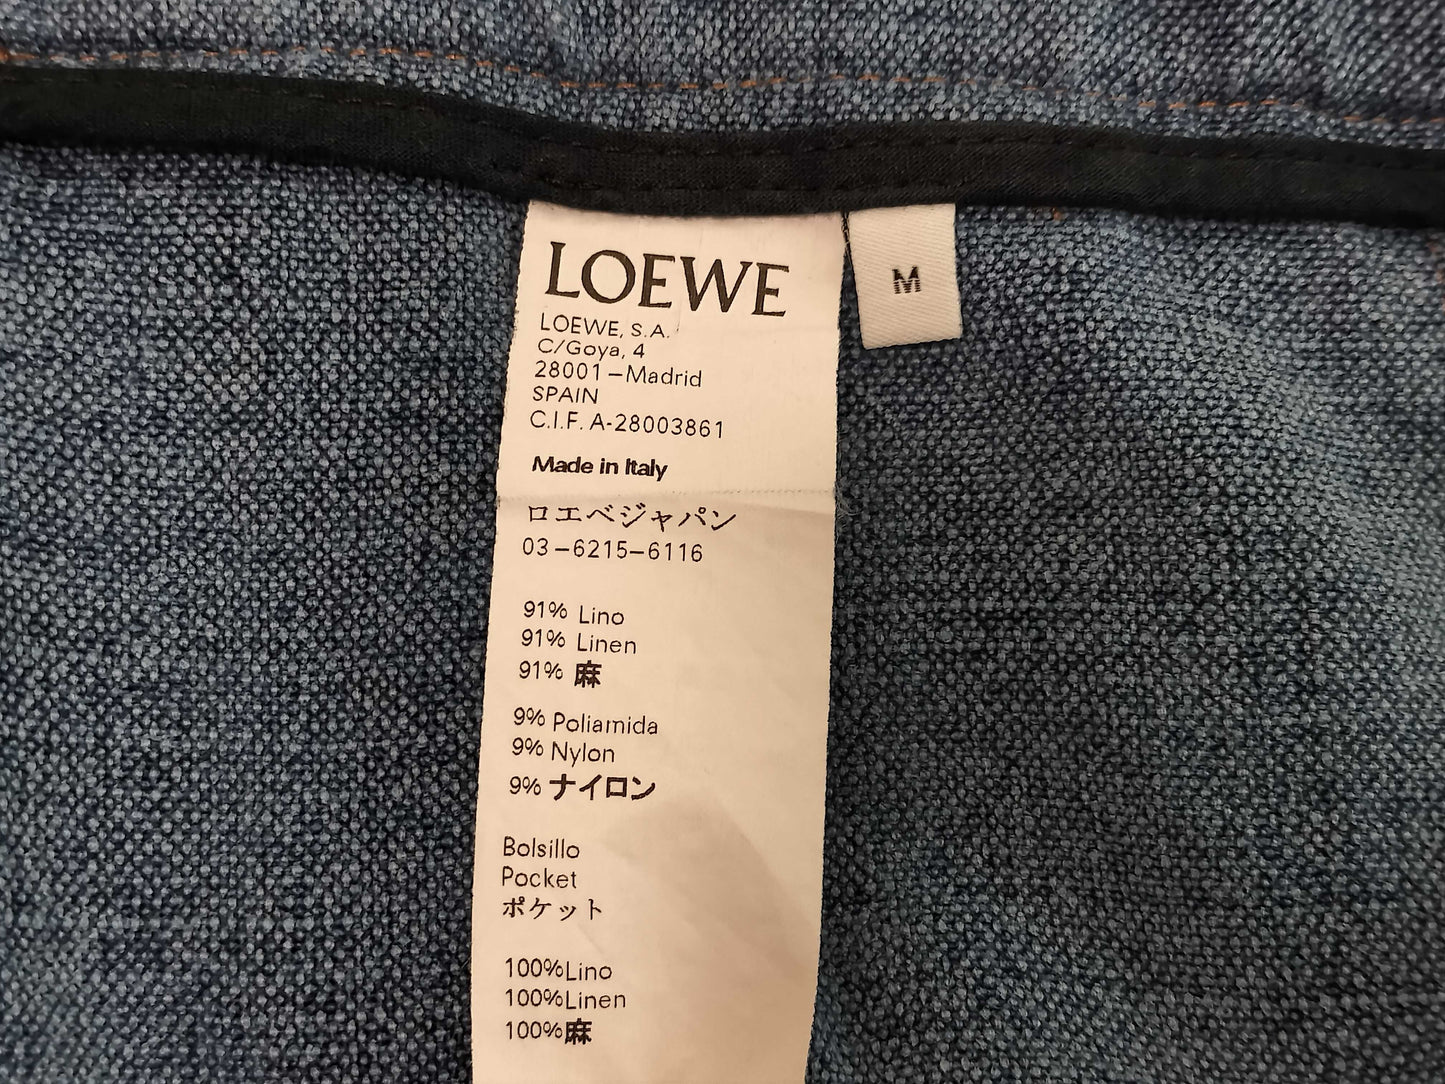 LOEWE
LOEWE, S.A.
C/Goya, 4
28001 – Madrid
SPAIN
C.I.F. A-28003861
Made in Italy
ロエベジャパン
03 – 6215 – 6116
91% Lino
91% Linen
91% 麻
9% Poliamida
9% Nylon
9% ナイロン
Bolsillo
Pocket
ポケット
100% Lino
100% Linen
100% 麻
M